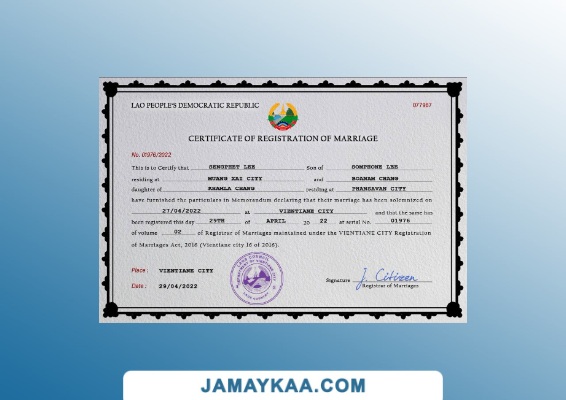 LAO PEOPLE'S DEMOCRATIC REPUBLIC
077987
CERTIFICATE OF REGISTRATION OF MARRIAGE
No. 01976/2022
This is to Certify that SENGPHET LEE Son of SOMPHONE LEE
residing at MUANG XAI CITY and BOANAM CHANG
daughter of KHAMLA CHANG residing at PHANSAVAN CITY
have furnished the particulars in Memorandum declaring that their marriage has been solemnized on
27/04/2022 at VIENTIANE CITY and that the same has
been registered this day 29TH of APRIL 20 22 at serial No. 01976
of volume 02 of Register of Marriages maintained under the VIENTIANE CITY Registration
of Marriages Act, 2016 (Vientiane city 16 of 2016).
Place : VIENTIANE CITY
Date : 29/04/2022
Signature J. Citizen
Registrar of Marriages
JAMAYKAA.COM